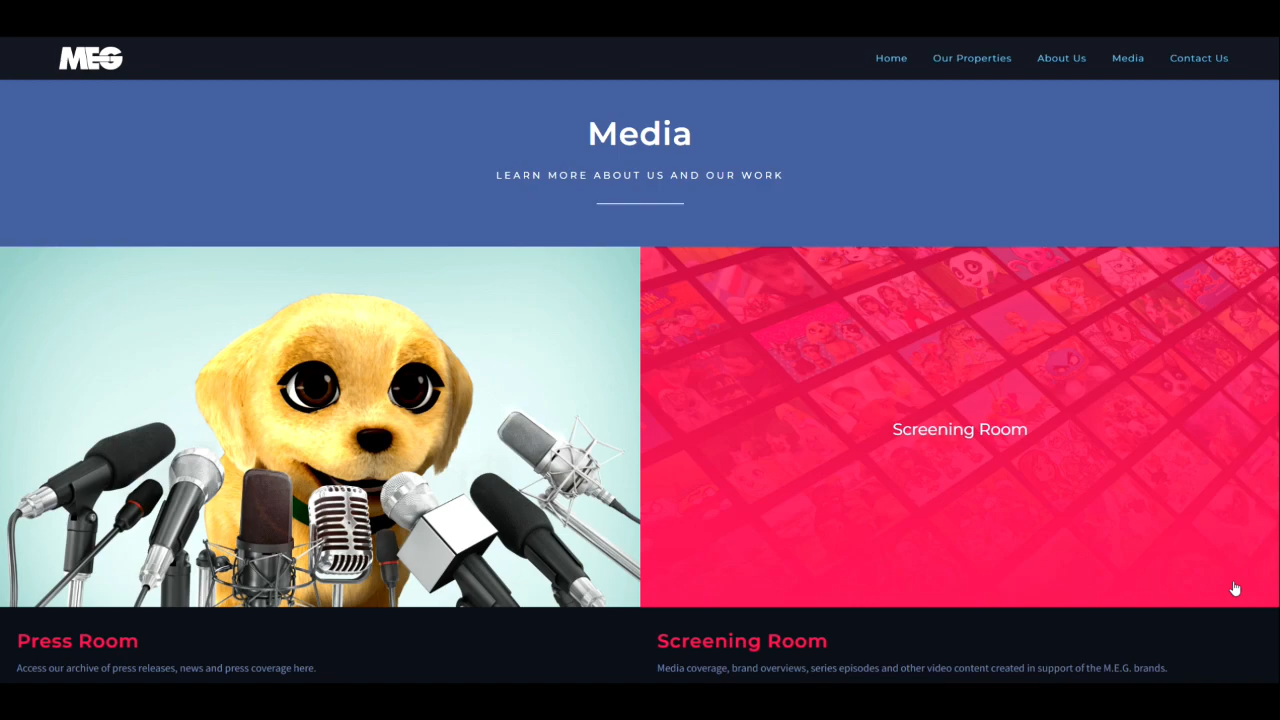 MEG
Home Our Properties About Us Media Contact Us
Media
LEARN MORE ABOUT US AND OUR WORK
Screening Room
Press Room
Access our archive of press releases, news and press coverage here.
Screening Room
Media coverage, brand overviews, series episodes and other video content created in support of the M.E.G. brands.